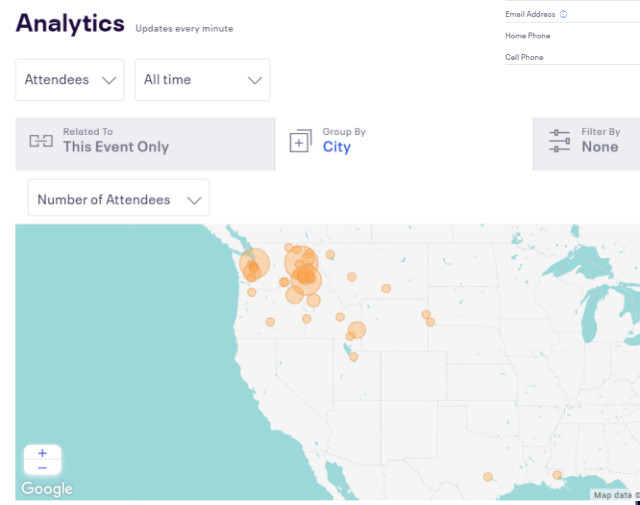 Analytics Updates every minute
Email Address
Home Phone
Cell Phone
Attendees
All time
Related To
This Event Only
Group By
City
Filter By
None
Number of Attendees
+
−
Google
Map data ©